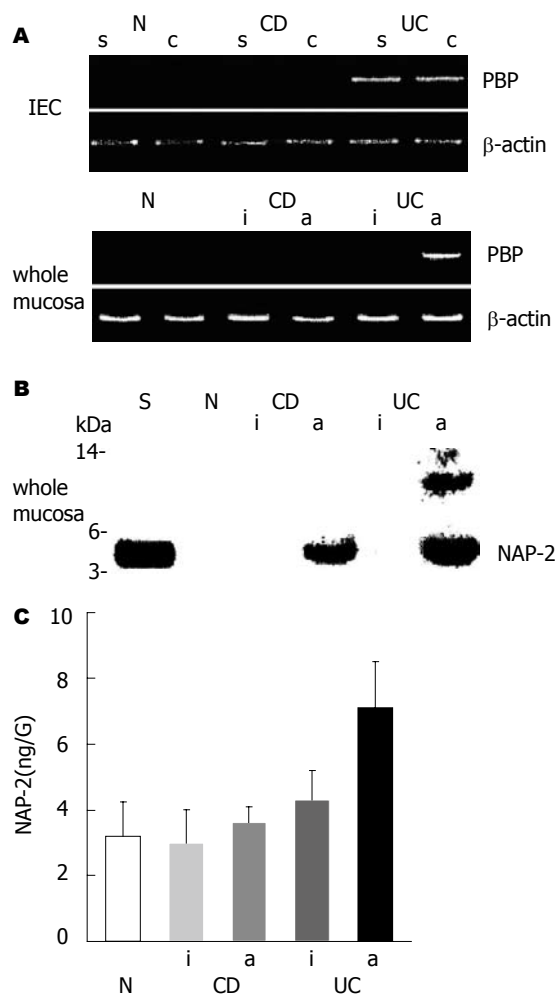 A
N CD UC
s c s c s c
PBP
IEC
β-actin
N CD UC
i a i a
PBP
whole
mucosa
β-actin
B
S N CD UC
kDa i a i a
14-
whole
mucosa
6-
3-
NAP-2
C
10
8
6
4
2
0
NAP-2(ng/G)
i a i a
N CD UC